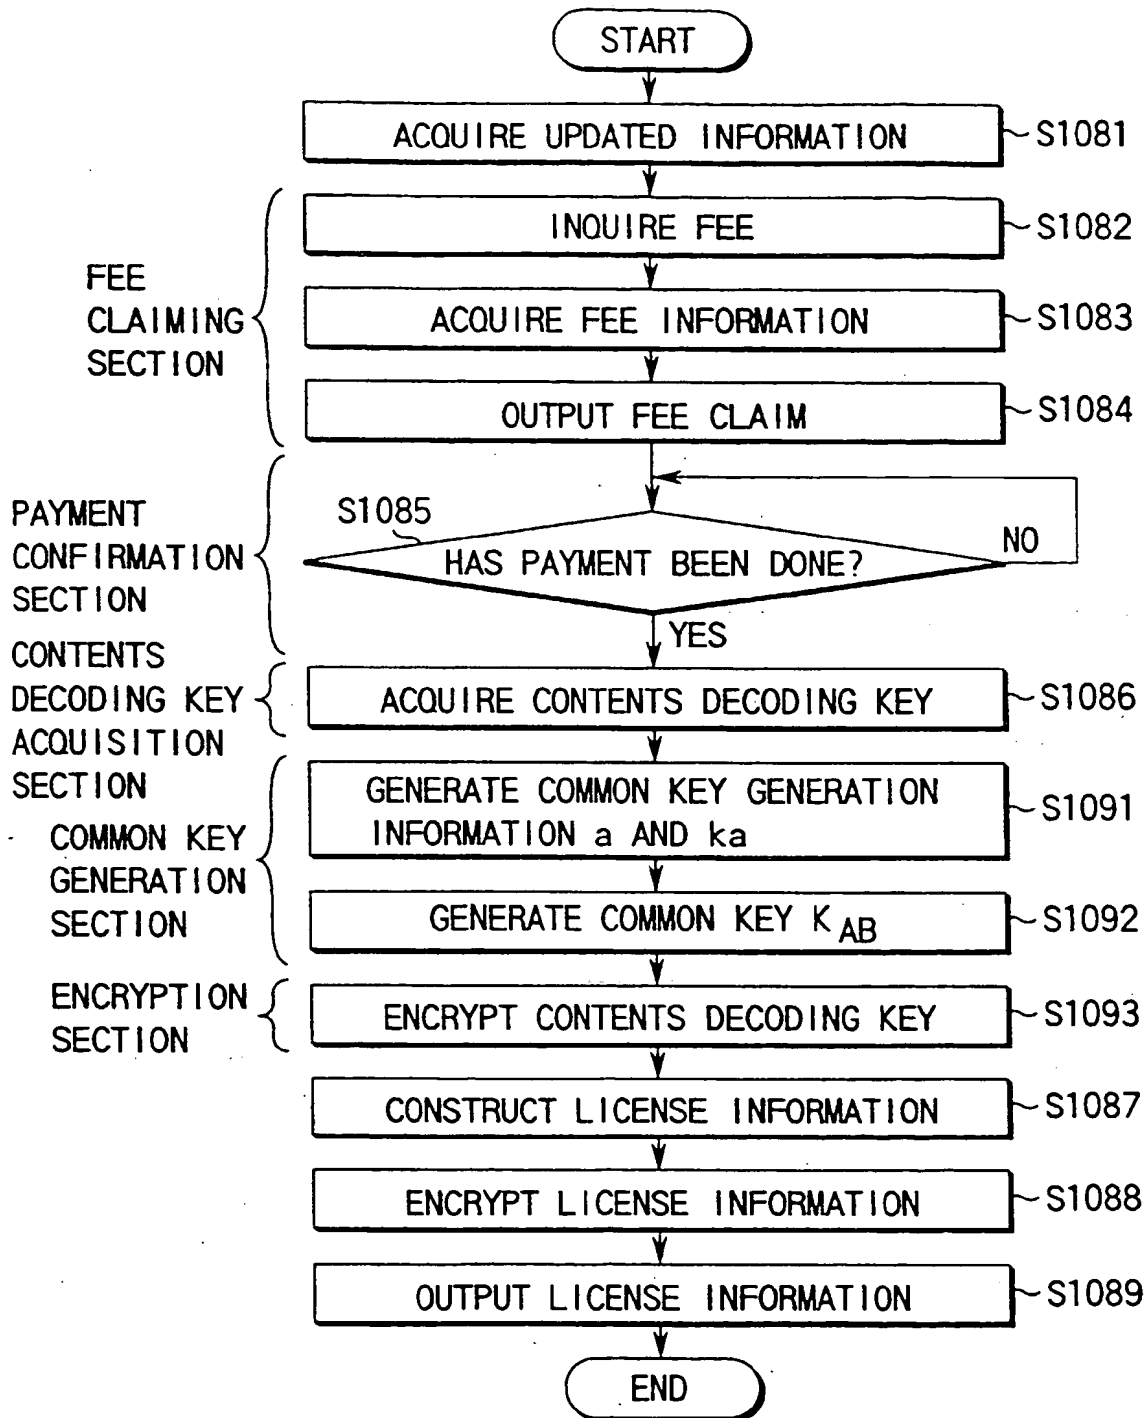 START
ACQUIRE UPDATED INFORMATION
S1081
FEE
CLAIMING
SECTION
INQUIRE FEE
S1082
ACQUIRE FEE INFORMATION
S1083
OUTPUT FEE CLAIM
S1084
PAYMENT
CONFIRMATION
SECTION
S1085
HAS PAYMENT BEEN DONE?
NO
YES
CONTENTS
DECODING KEY
ACQUISITION
SECTION
ACQUIRE CONTENTS DECODING KEY
S1086
COMMON KEY
GENERATION
SECTION
GENERATE COMMON KEY GENERATION
INFORMATION a AND ka
S1091
GENERATE COMMON KEY K AB
S1092
ENCRYPTION
SECTION
ENCRYPT CONTENTS DECODING KEY
S1093
CONSTRUCT LICENSE INFORMATION
S1087
ENCRYPT LICENSE INFORMATION
S1088
OUTPUT LICENSE INFORMATION
S1089
END